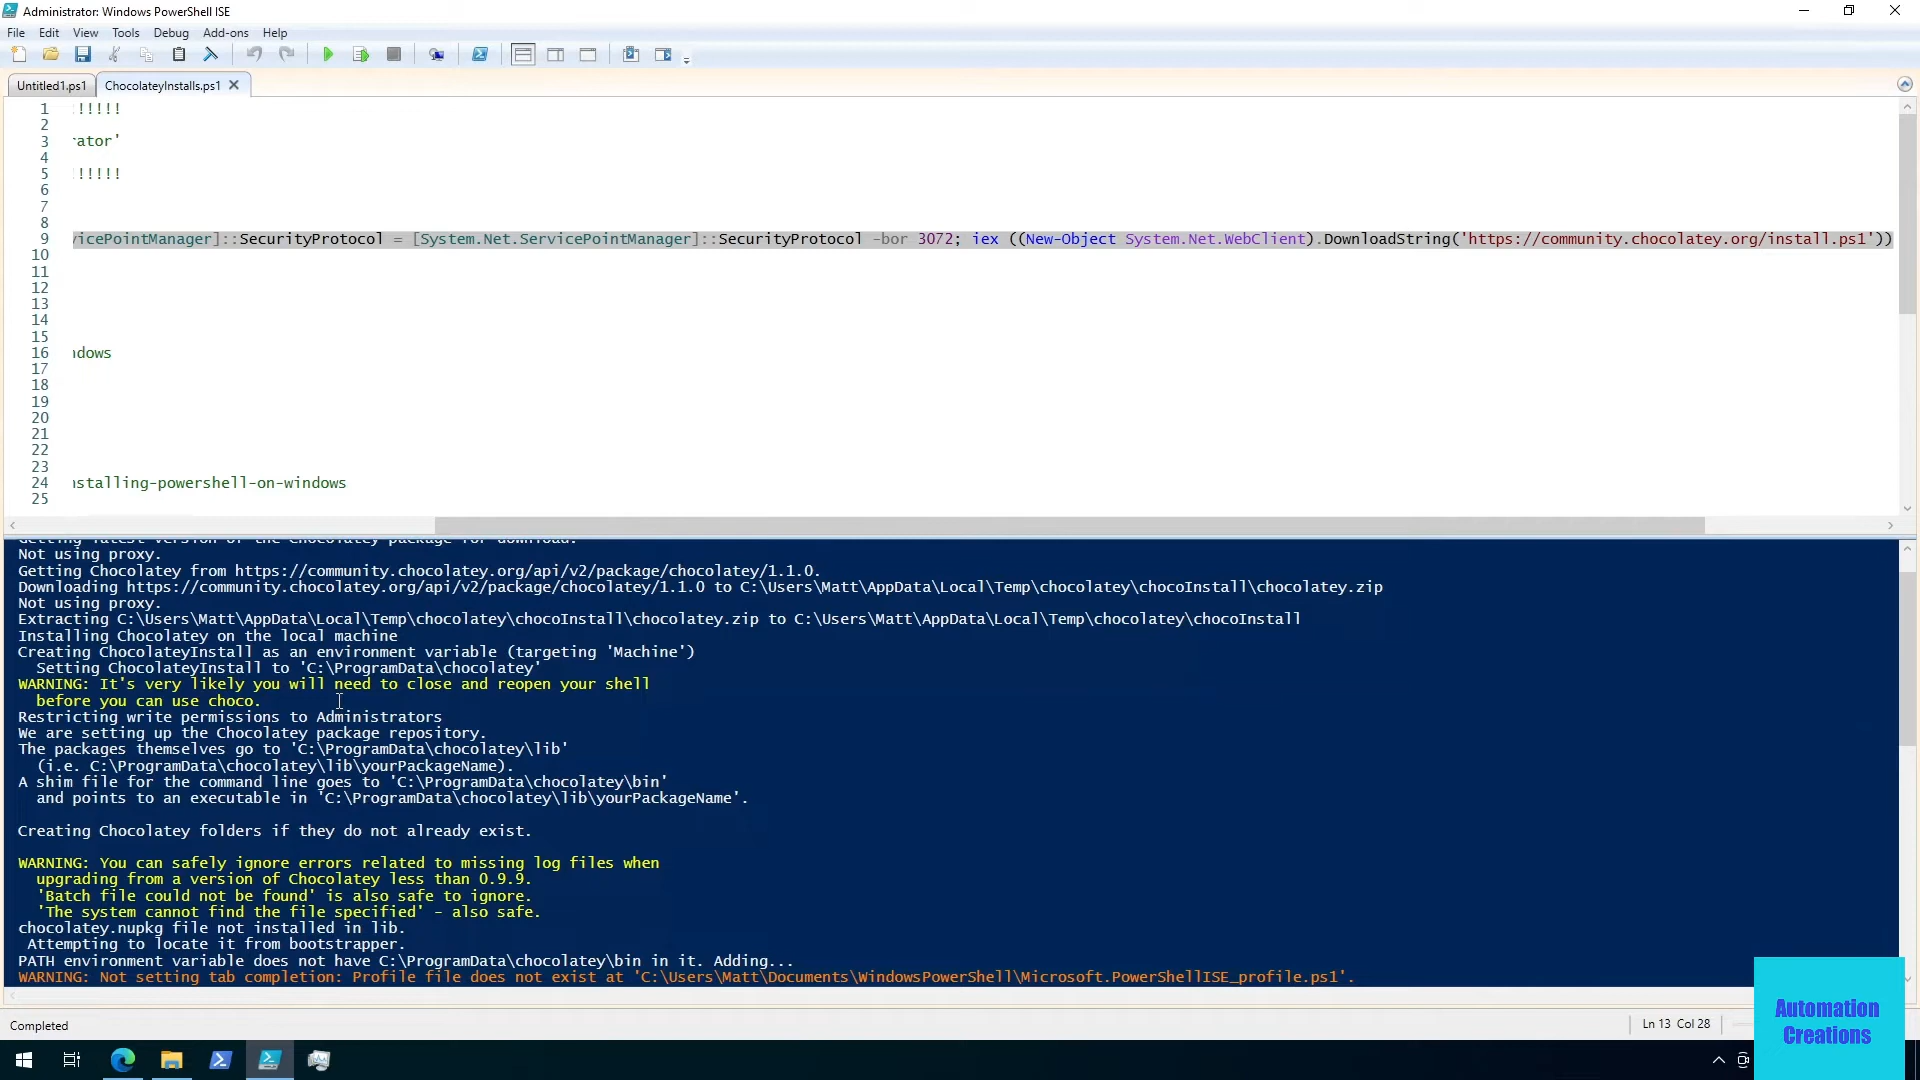 Administrator: Windows PowerShell ISE
File Edit View Tools Debug Add-ons Help
Untitled1.ps1 ChocolateyInstalls.ps1
1 !!!!!
2
3 rator'
4
5 !!!!!
6
7
8
9 vicePointManager]::SecurityProtocol = [System.Net.ServicePointManager]::SecurityProtocol -bor 3072; iex ((New-Object System.Net.WebClient).DownloadString('https://community.chocolatey.org/install.ps1'))
10
11
12
13
14
15
16 ndows
17
18
19
20
21
22
23
24 nstalling-powershell-on-windows
25
Getting latest version of the Chocolatey package for download.
Not using proxy.
Getting Chocolatey from https://community.chocolatey.org/api/v2/package/chocolatey/1.1.0.
Downloading https://community.chocolatey.org/api/v2/package/chocolatey/1.1.0 to C:\Users\Matt\AppData\Local\Temp\chocolatey\chocoInstall\chocolatey.zip
Not using proxy.
Extracting C:\Users\Matt\AppData\Local\Temp\chocolatey\chocoInstall\chocolatey.zip to C:\Users\Matt\AppData\Local\Temp\chocolatey\chocoInstall
Installing Chocolatey on the local machine
Creating ChocolateyInstall as an environment variable (targeting 'Machine')
Setting ChocolateyInstall to 'C:\ProgramData\chocolatey'
WARNING: It's very likely you will need to close and reopen your shell
before you can use choco.
Restricting write permissions to Administrators
We are setting up the Chocolatey package repository.
The packages themselves go to 'C:\ProgramData\chocolatey\lib'
(i.e. C:\ProgramData\chocolatey\lib\yourPackageName).
A shim file for the command line goes to 'C:\ProgramData\chocolatey\bin'
and points to an executable in 'C:\ProgramData\chocolatey\lib\yourPackageName'.
Creating Chocolatey folders if they do not already exist.
WARNING: You can safely ignore errors related to missing log files when
upgrading from a version of Chocolatey less than 0.9.9.
'Batch file could not be found' is also safe to ignore.
'The system cannot find the file specified' - also safe.
chocolatey.nupkg file not installed in lib.
Attempting to locate it from bootstrapper.
PATH environment variable does not have C:\ProgramData\chocolatey\bin in it. Adding...
WARNING: Not setting tab completion: Profile file does not exist at 'C:\Users\Matt\Documents\WindowsPowerShell\Microsoft.PowerShellISE_profile.ps1'.
Completed
Ln 13 Col 28
Automation
Creations